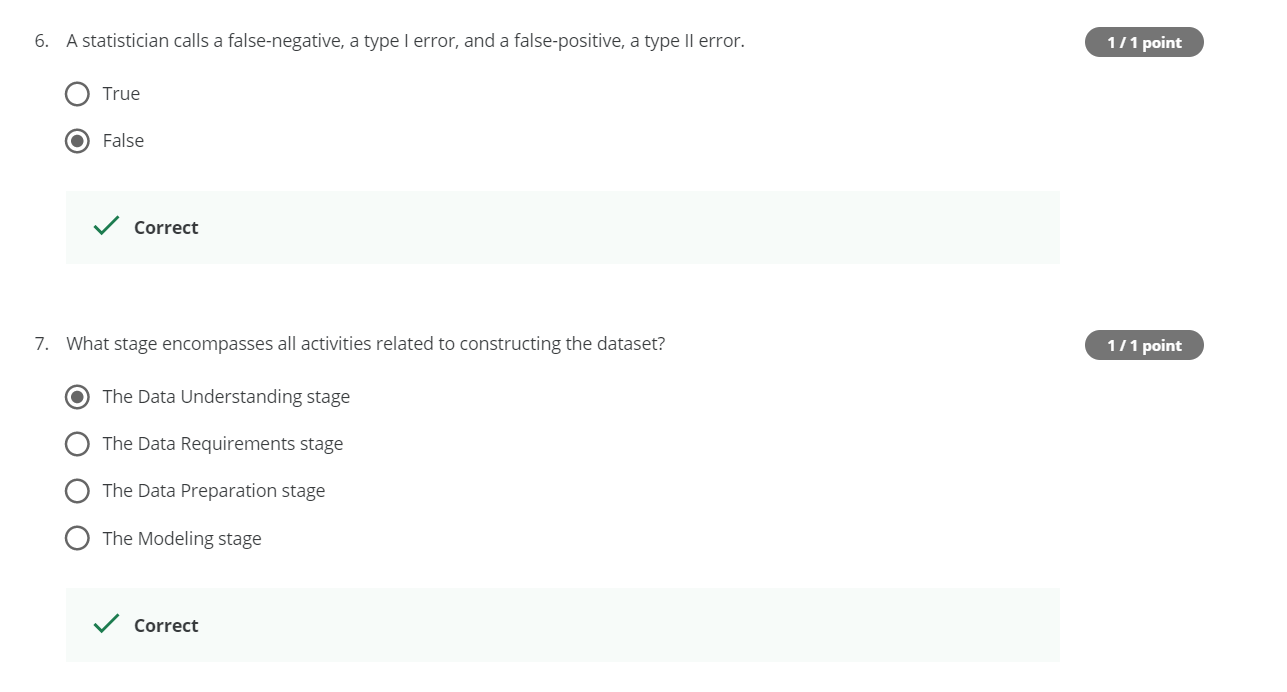 6. A statistician calls a false-negative, a type I error, and a false-positive, a type II error.
1 / 1 point
True
False
Correct
7. What stage encompasses all activities related to constructing the dataset?
1 / 1 point
The Data Understanding stage
The Data Requirements stage
The Data Preparation stage
The Modeling stage
Correct